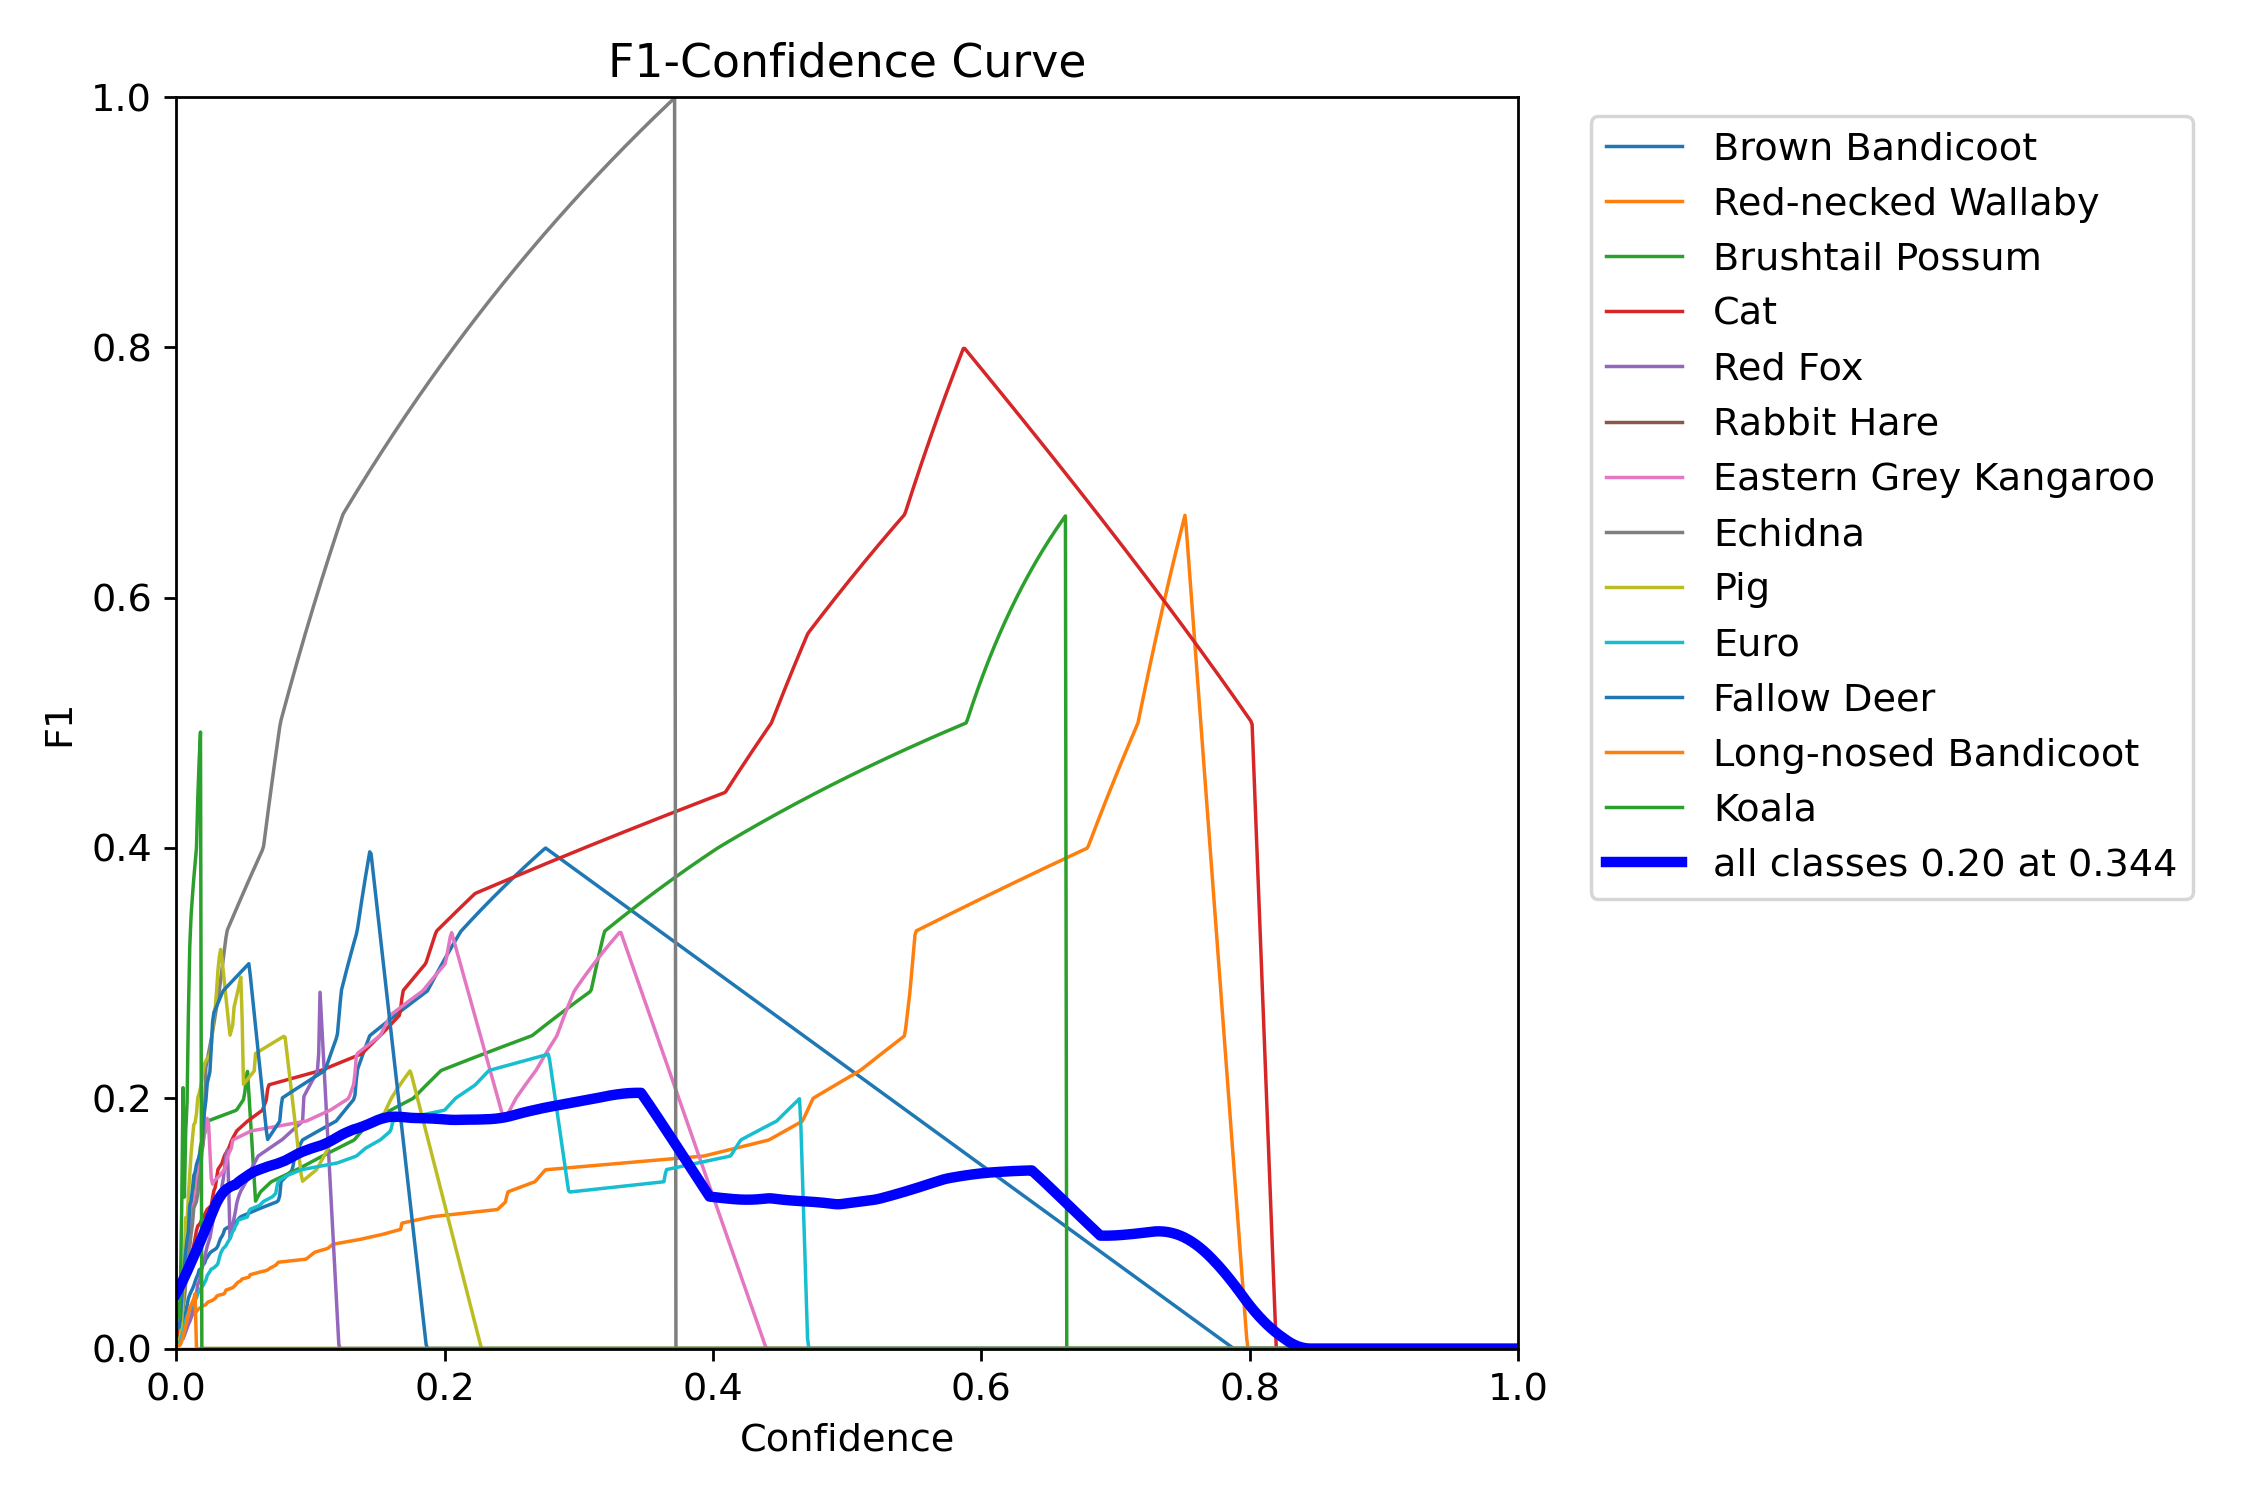 F1-Confidence Curve
1.0
0.8
0.6
0.4
0.2
0.0
F1
0.0 0.2 0.4 0.6 0.8 1.0
Confidence
Brown Bandicoot
Red-necked Wallaby
Brushtail Possum
Cat
Red Fox
Rabbit Hare
Eastern Grey Kangaroo
Echidna
Pig
Euro
Fallow Deer
Long-nosed Bandicoot
Koala
all classes 0.20 at 0.344